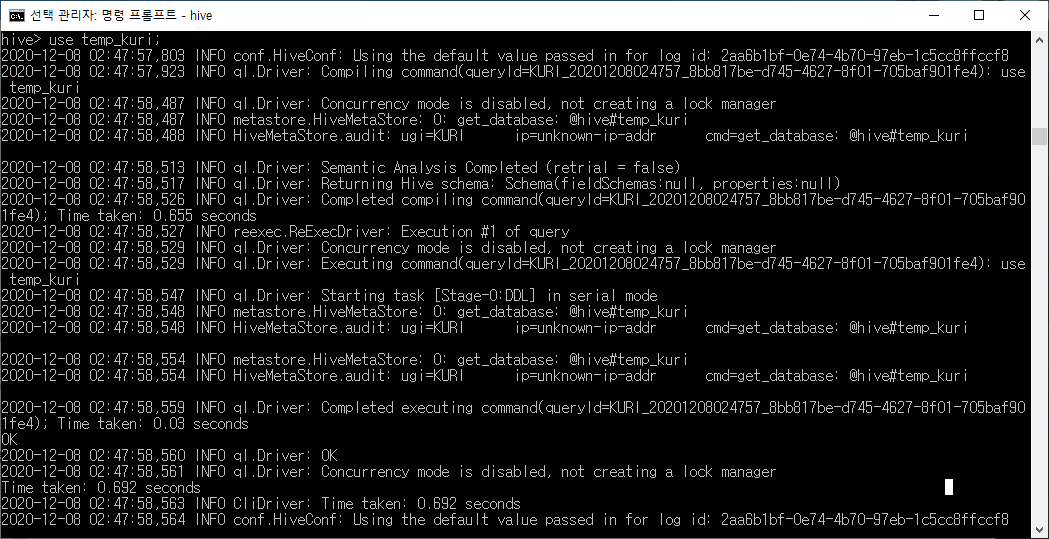 선택 관리자: 명령 프롬프트 - hive
hive> use temp_kuri;
2020-12-08 02:47:57,803 INFO conf.HiveConf: Using the default value passed in for log id: 2aa6b1bf-0e74-4b70-97eb-1c5cc8ffccf8
2020-12-08 02:47:57,923 INFO ql.Driver: Compiling command(queryId=KURI_20201208024757_8bb817be-d745-4627-8f01-705baf901fe4): use
 temp_kuri
2020-12-08 02:47:58,487 INFO ql.Driver: Concurrency mode is disabled, not creating a lock manager
2020-12-08 02:47:58,487 INFO metastore.HiveMetaStore: 0: get_database: @hive#temp_kuri
2020-12-08 02:47:58,488 INFO HiveMetaStore.audit: ugi=KURI      ip=unknown-ip-addr      cmd=get_database: @hive#temp_kuri
2020-12-08 02:47:58,513 INFO ql.Driver: Semantic Analysis Completed (retrial = false)
2020-12-08 02:47:58,517 INFO ql.Driver: Returning Hive schema: Schema(fieldSchemas:null, properties:null)
2020-12-08 02:47:58,526 INFO ql.Driver: Completed compiling command(queryId=KURI_20201208024757_8bb817be-d745-4627-8f01-705baf90
1fe4); Time taken: 0.655 seconds
2020-12-08 02:47:58,527 INFO reexec.ReExecDriver: Execution #1 of query
2020-12-08 02:47:58,529 INFO ql.Driver: Concurrency mode is disabled, not creating a lock manager
2020-12-08 02:47:58,529 INFO ql.Driver: Executing command(queryId=KURI_20201208024757_8bb817be-d745-4627-8f01-705baf901fe4): use
 temp_kuri
2020-12-08 02:47:58,547 INFO ql.Driver: Starting task [Stage-0:DDL] in serial mode
2020-12-08 02:47:58,548 INFO metastore.HiveMetaStore: 0: get_database: @hive#temp_kuri
2020-12-08 02:47:58,548 INFO HiveMetaStore.audit: ugi=KURI      ip=unknown-ip-addr      cmd=get_database: @hive#temp_kuri
2020-12-08 02:47:58,554 INFO metastore.HiveMetaStore: 0: get_database: @hive#temp_kuri
2020-12-08 02:47:58,554 INFO HiveMetaStore.audit: ugi=KURI      ip=unknown-ip-addr      cmd=get_database: @hive#temp_kuri
2020-12-08 02:47:58,559 INFO ql.Driver: Completed executing command(queryId=KURI_20201208024757_8bb817be-d745-4627-8f01-705baf90
1fe4); Time taken: 0.03 seconds
OK
2020-12-08 02:47:58,560 INFO ql.Driver: OK
2020-12-08 02:47:58,561 INFO ql.Driver: Concurrency mode is disabled, not creating a lock manager
Time taken: 0.692 seconds
2020-12-08 02:47:58,563 INFO CliDriver: Time taken: 0.692 seconds
2020-12-08 02:47:58,564 INFO conf.HiveConf: Using the default value passed in for log id: 2aa6b1bf-0e74-4b70-97eb-1c5cc8ffccf8